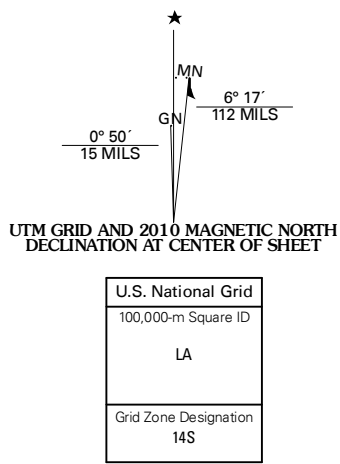 ★
MN
6° 17´
112 MILS
GN
0° 50´
15 MILS
UTM GRID AND 2010 MAGNETIC NORTH
DECLINATION AT CENTER OF SHEET
U.S. National Grid
100,000-m Square ID
LA
Grid Zone Designation
14S